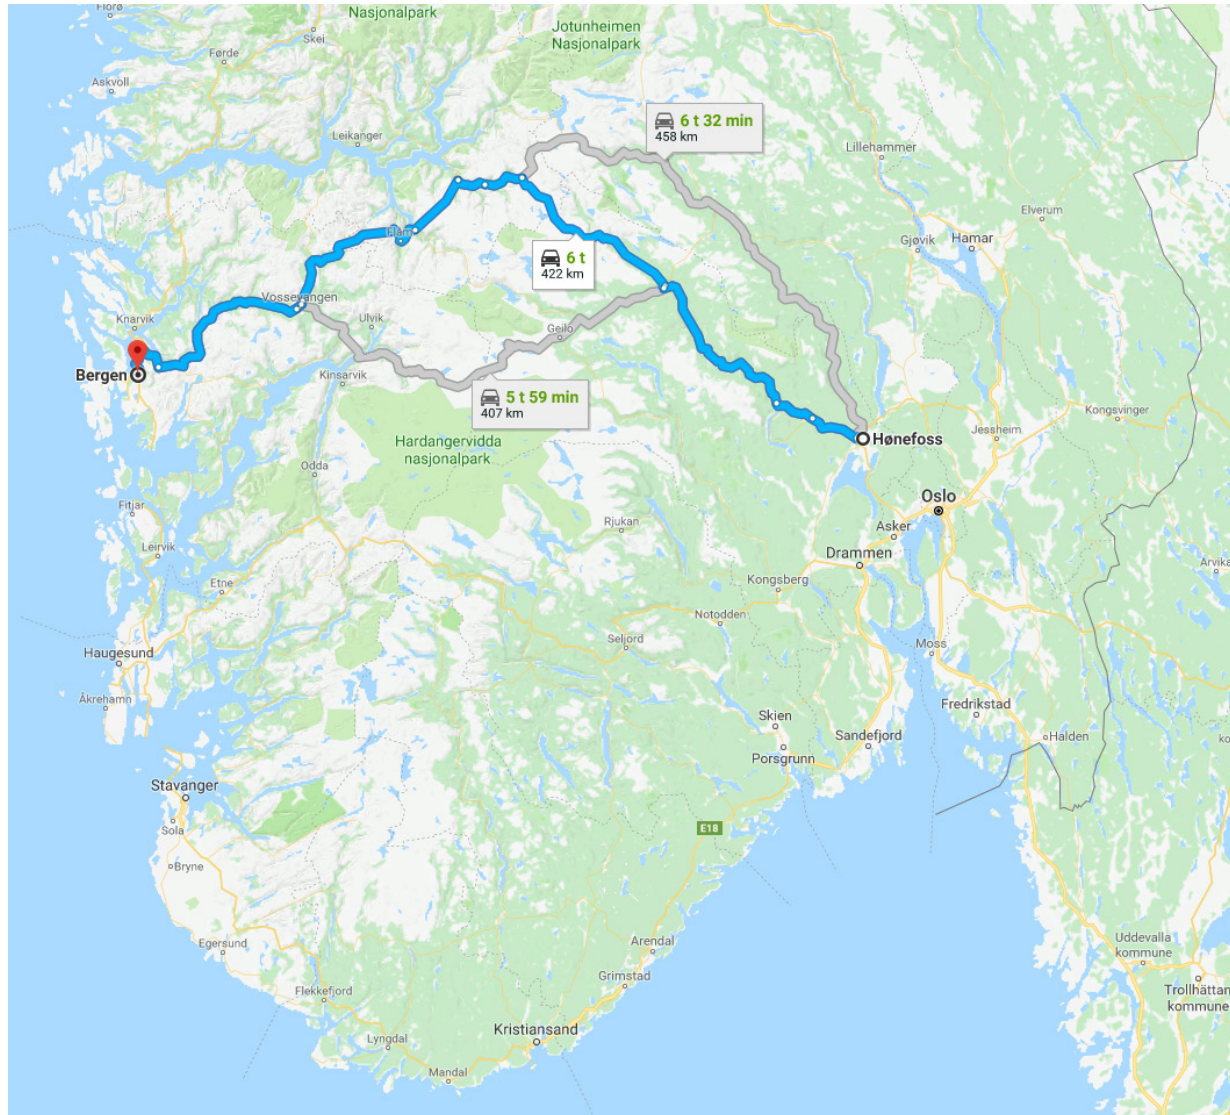 Florø
Nasjonalpark
Skei
Jotunheimen
Nasjonalpark
Førde
Askvoll
6 t 32 min
458 km
Leikanger
Lillehammer
Elverum
Flåm
Gjøvik
Hamar
6 t
422 km
Vossevangen
Knarvik
Ulvik
Geilo
Bergen
Kinsarvik
5 t 59 min
407 km
Kongsvinger
Hønefoss
Jessheim
Hardangervidda
nasjonalpark
Odda
Oslo
Fitjar
Rjukan
Asker
Leirvik
Drammen
Arvika
Etne
Kongsberg
Notodden
Seljord
Moss
Haugesund
Åkrehamn
Fredrikstad
Skien
Sandefjord
Halden
ko
Porsgrunn
Stavanger
Sola
E18
Bryne
Egersund
Arendal
Uddevalla
kommune
Grimstad
Flekkefjord
Trollhättan
kommune
Kristiansand
Lyngdal
Mandal